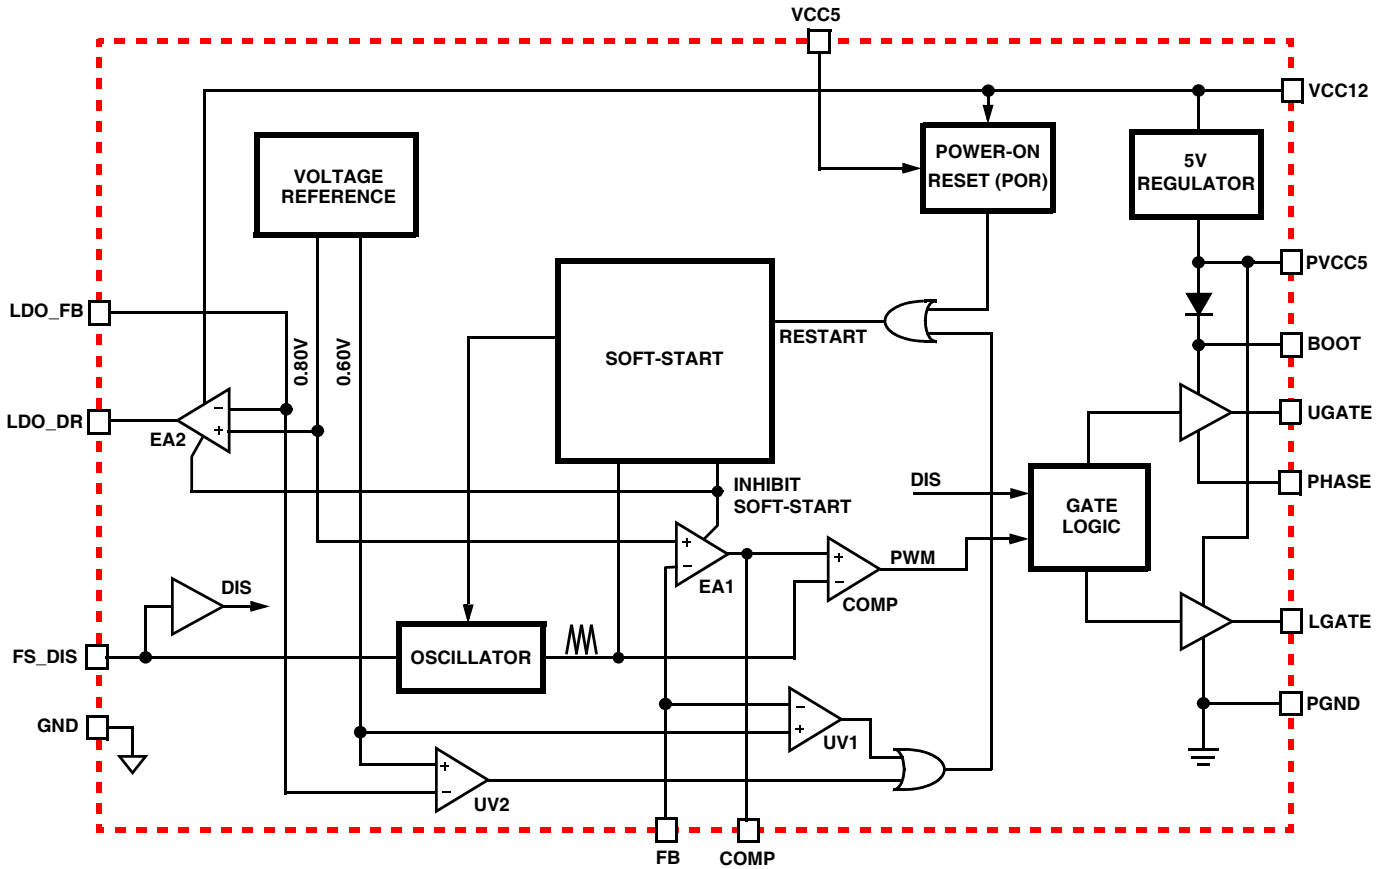 VCC5
VCC12
POWER-ON
RESET (POR)
5V
REGULATOR
VOLTAGE
REFERENCE
PVCC5
LDO_FB
0.80V
0.60V
SOFT-START
RESTART
BOOT
LDO_DR
-
+
EA2
UGATE
INHIBIT
SOFT-START
DIS
PHASE
GATE
LOGIC
+
-
EA1
+
-
COMP
PWM
DIS
LGATE
FS_DIS
OSCILLATOR
GND
-
+
UV1
PGND
+
-
UV2
FB
COMP